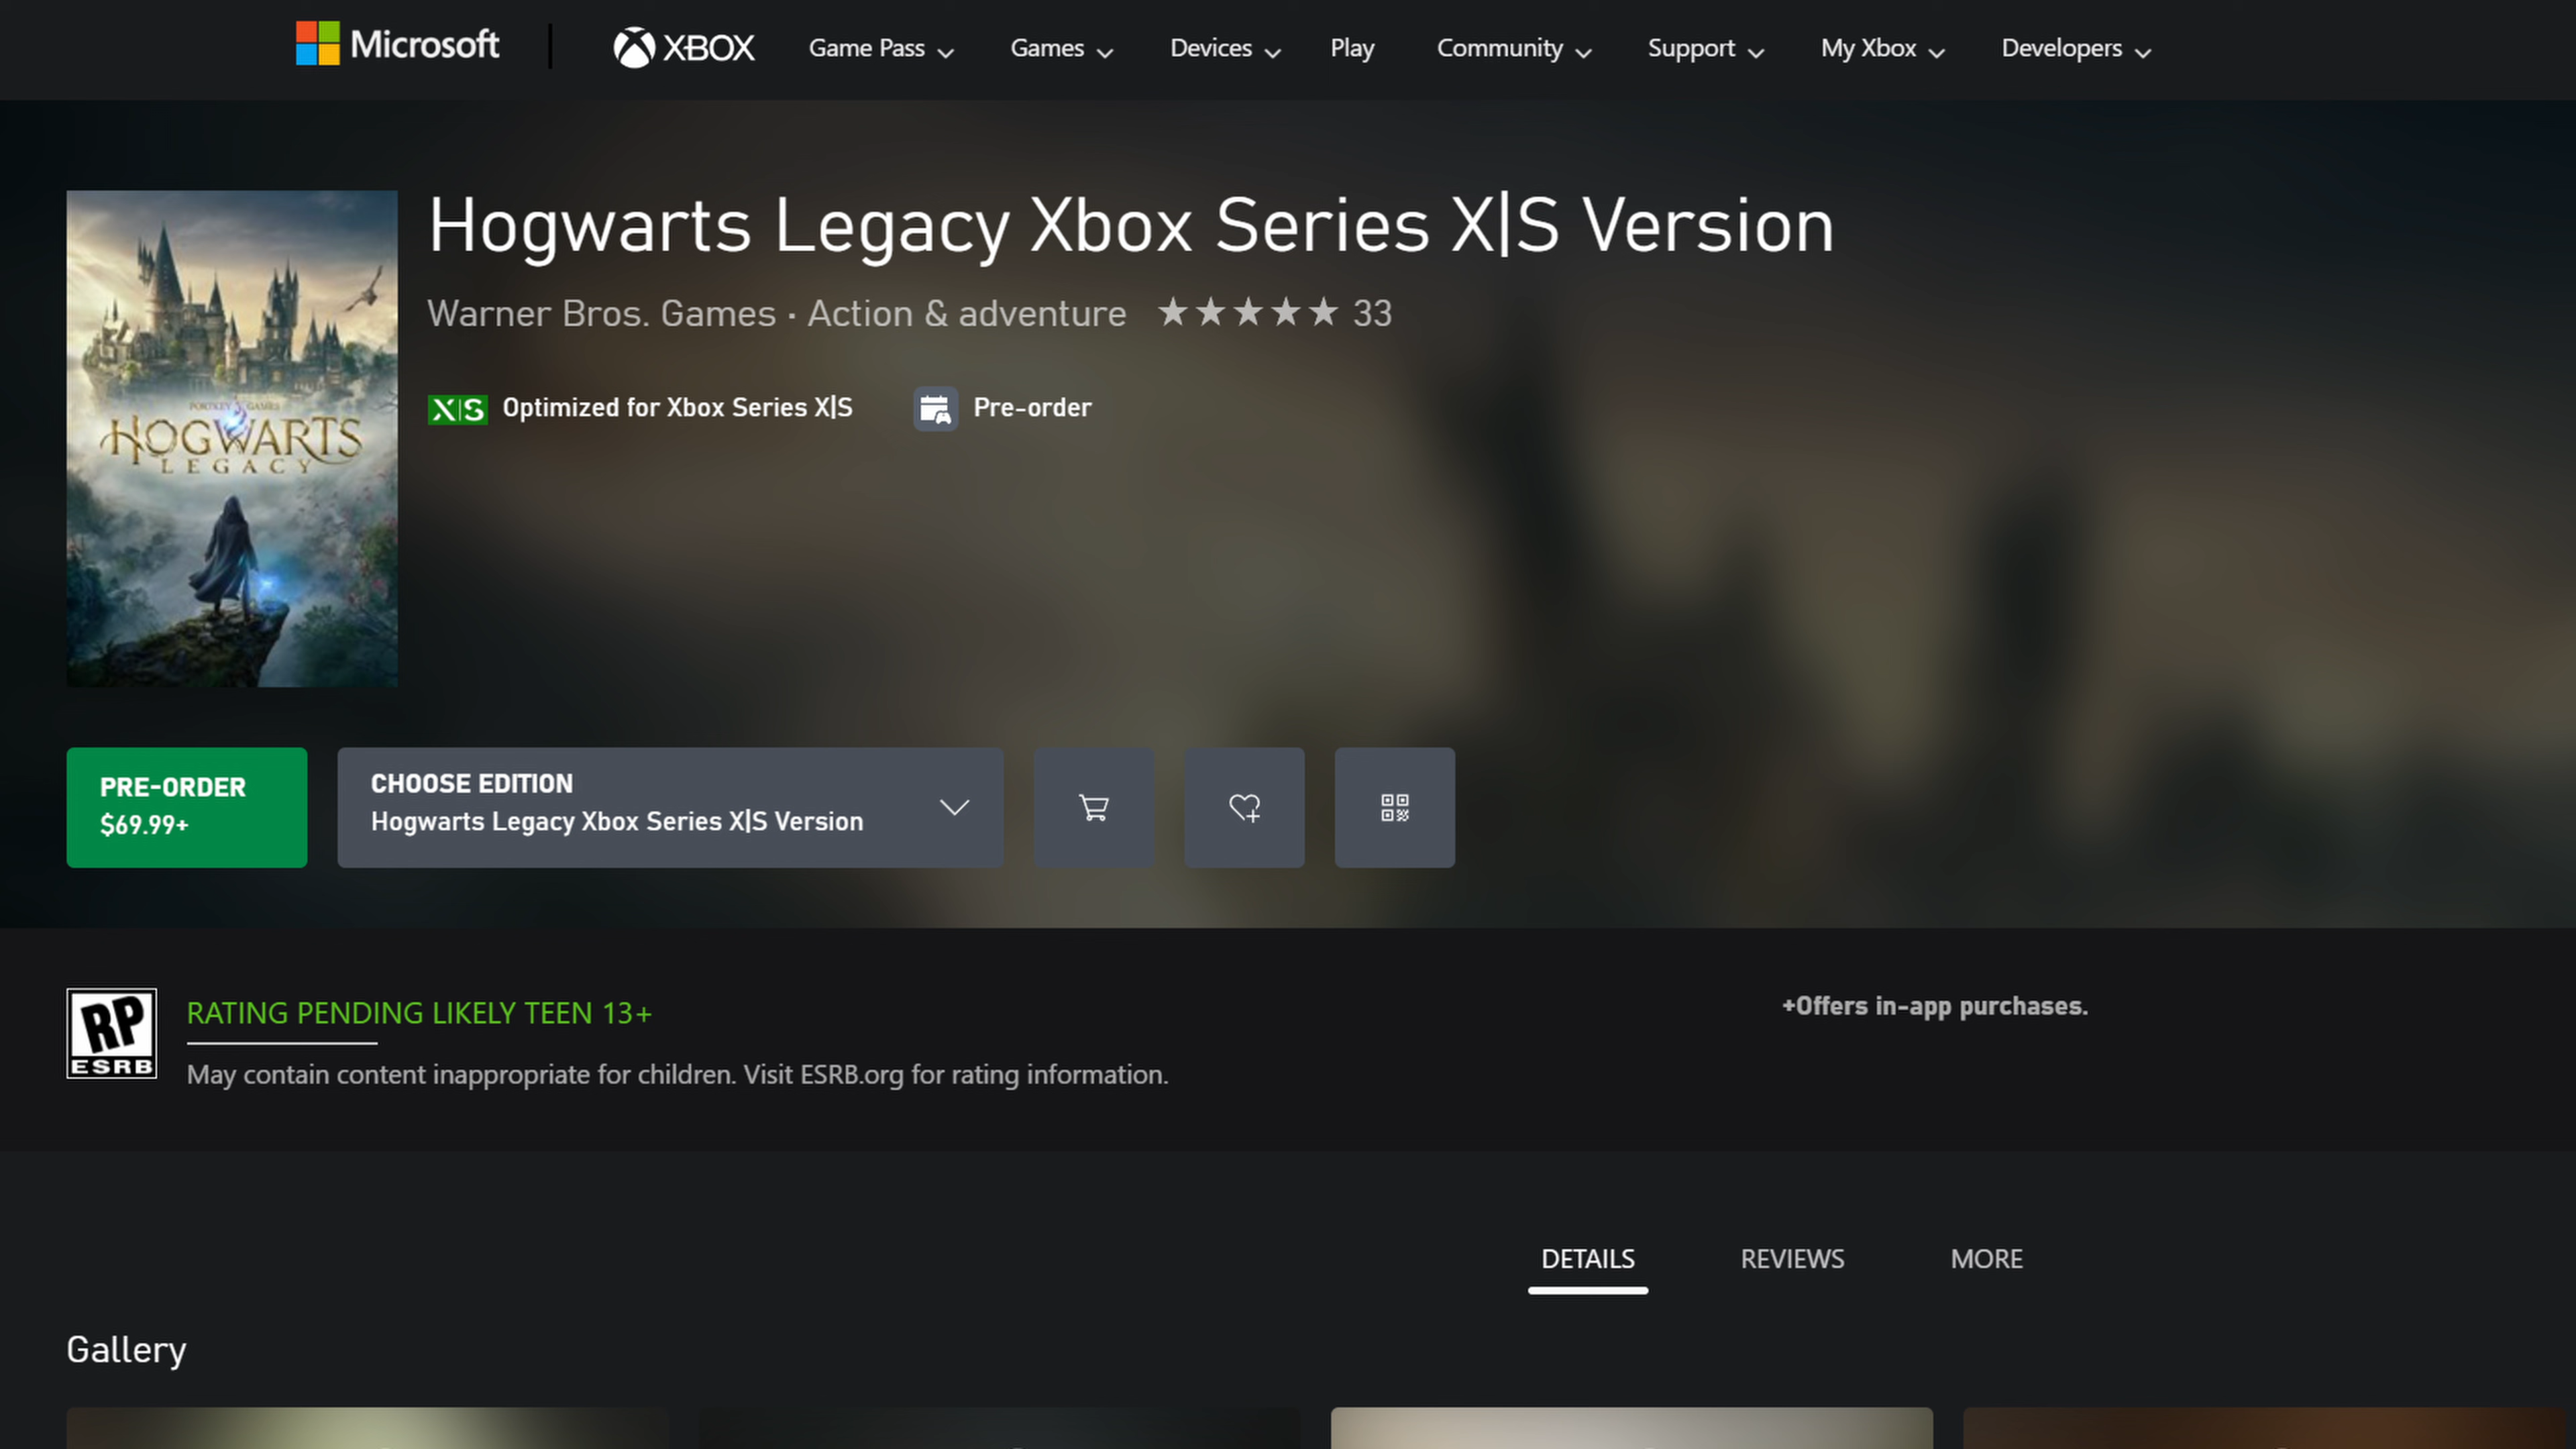 Microsoft
XBOX
Game Pass
Games
Devices
Play
Community
Support
My Xbox
Developers
Hogwarts Legacy Xbox Series X|S Version
Warner Bros. Games · Action & adventure ★★★★★ 33
X|S Optimized for Xbox Series X|S
Pre-order
PORTKEY GAMES
HOGWARTS
LEGACY
PRE-ORDER
$69.99+
CHOOSE EDITION
Hogwarts Legacy Xbox Series X|S Version
RP
ESRB
RATING PENDING LIKELY TEEN 13+
May contain content inappropriate for children. Visit ESRB.org for rating information.
+Offers in-app purchases.
DETAILS
REVIEWS
MORE
Gallery